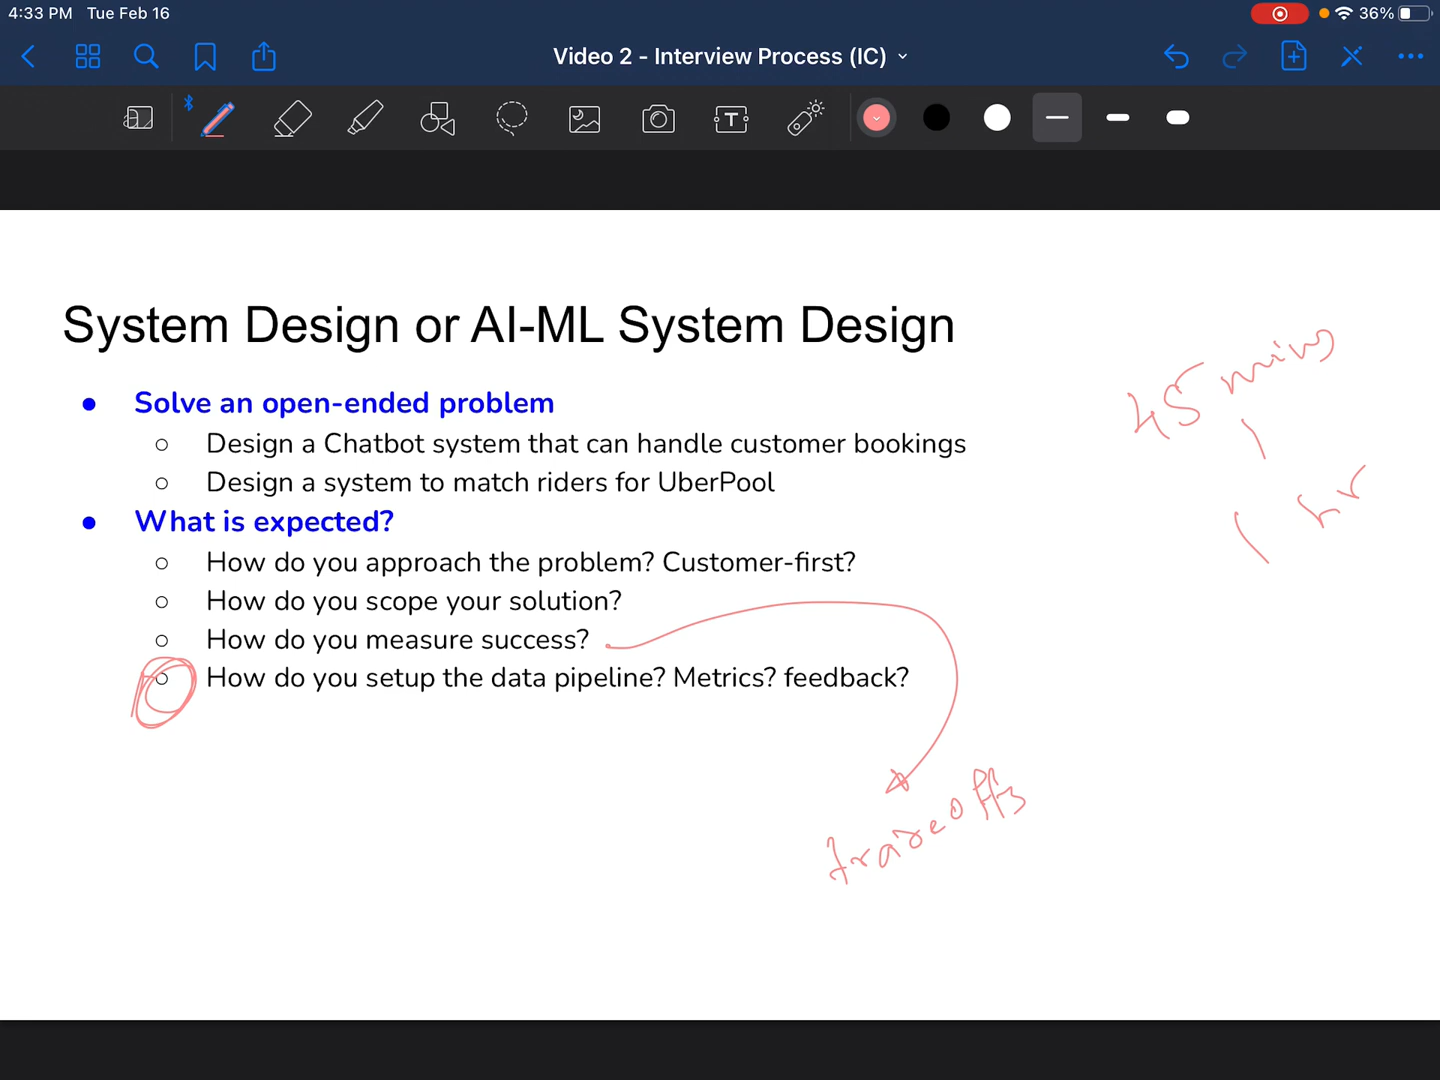 4:33 PM Tue Feb 16
36%
Video 2 - Interview Process (IC)
T
System Design or AI-ML System Design
● Solve an open-ended problem
○ Design a Chatbot system that can handle customer bookings
○ Design a system to match riders for UberPool
● What is expected?
○ How do you approach the problem? Customer-first?
○ How do you scope your solution?
○ How do you measure success?
○ How do you setup the data pipeline? Metrics? feedback?
45 mins
1 hr
tradeoffs